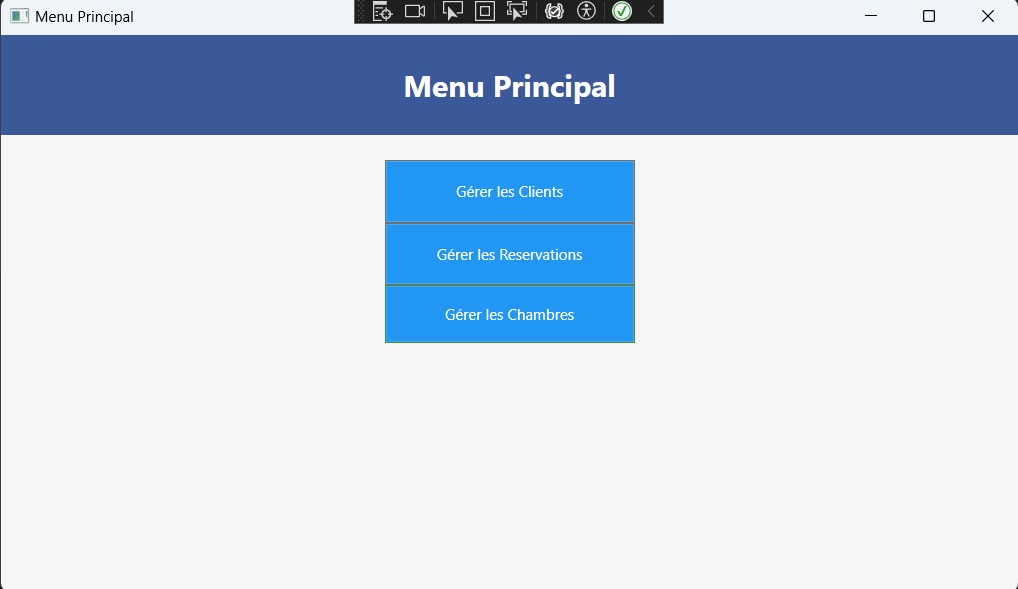 Menu Principal
Menu Principal
Gérer les Clients
Gérer les Reservations
Gérer les Chambres